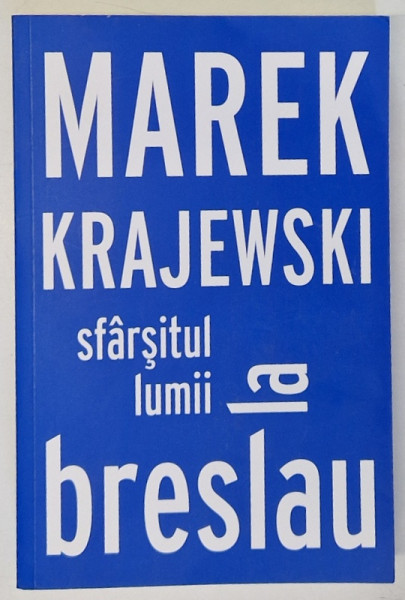 MAREK
KRAJEWSKI
sfârşitul
lumii
la
breslau